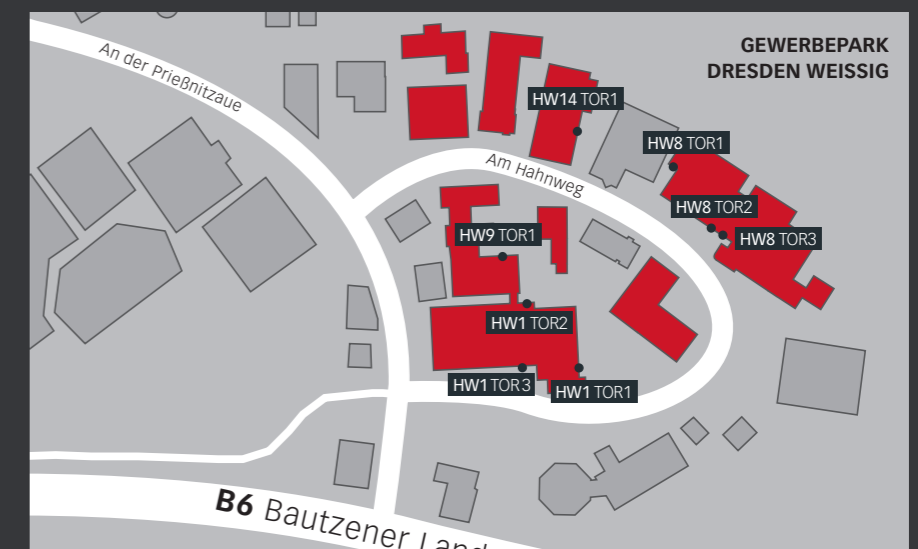 GEWERBEPARK
DRESDEN WEISSIG
An der Prießnitzaue
HW14 TOR1
HW8 TOR1
Am Hahnweg
HW8 TOR2
HW9 TOR1
HW8 TOR3
HW1 TOR2
HW1 TOR3
HW1 TOR1
B6 Bautzener